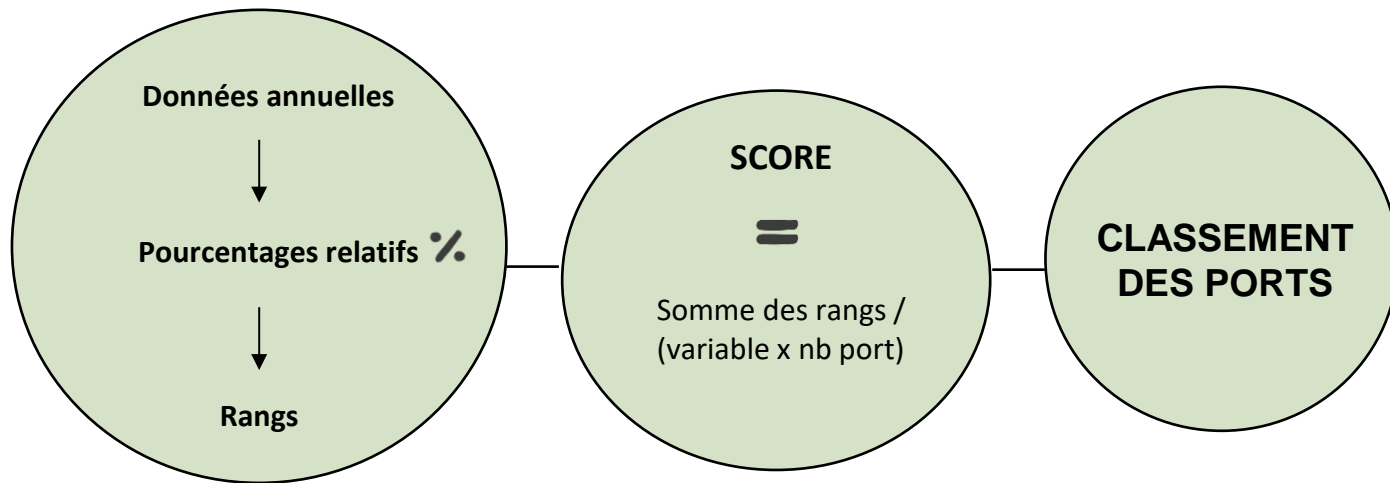 Données annuelles
Pourcentages relatifs %
Rangs
SCORE
=
Somme des rangs /
(variable x nb port)
CLASSEMENT
DES PORTS